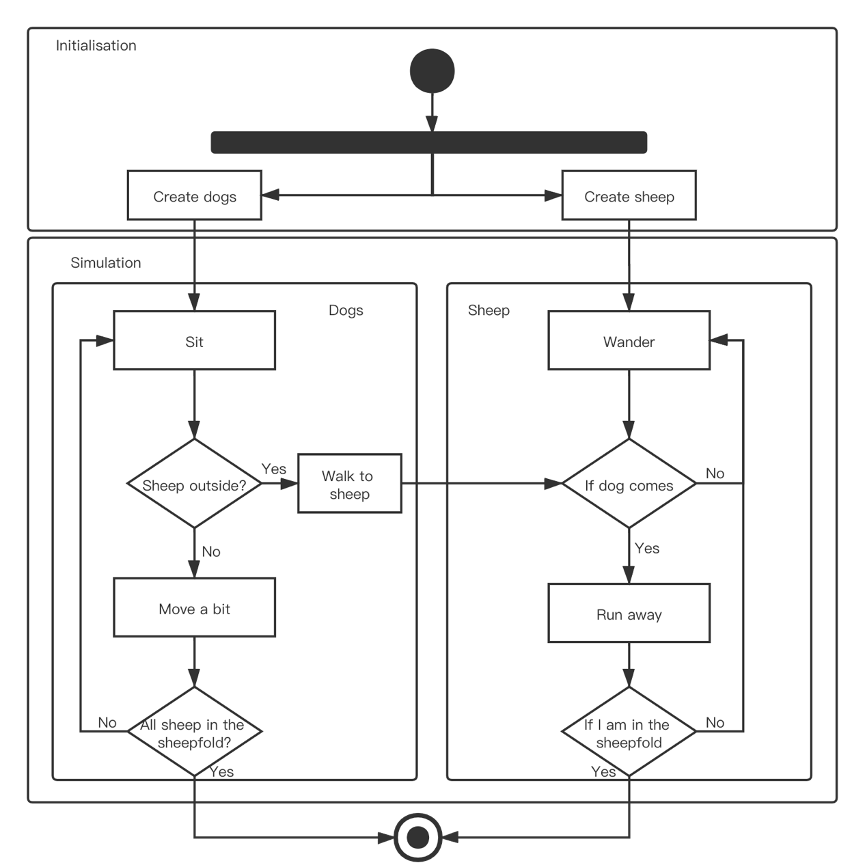 Initialisation
Create dogs
Create sheep
Simulation
Dogs
Sheep
Sit
Wander
Sheep outside?
Yes
Walk to
sheep
If dog comes
No
No
Yes
Move a bit
Run away
No
All sheep in the
sheepfold?
Yes
If I am in the
sheepfold
No
Yes